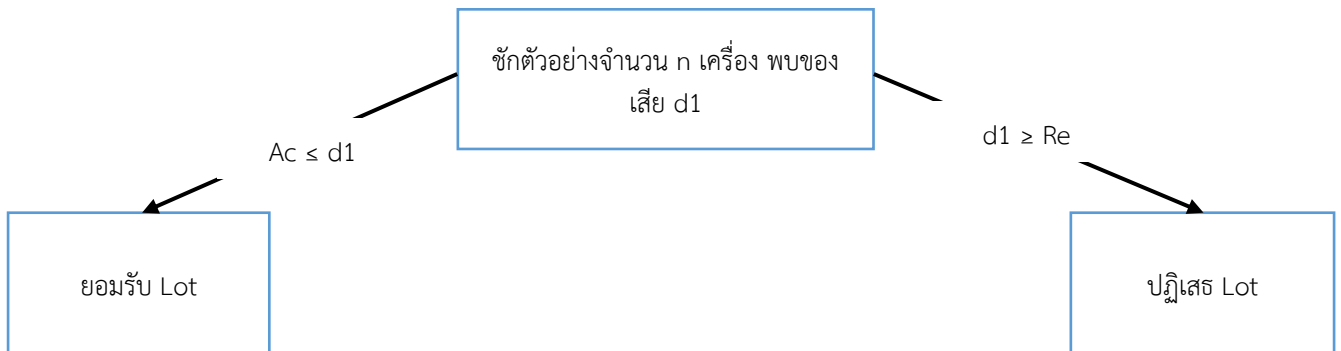 ชักตัวอย่างจำนวน n เครื่อง พบของ
เสีย d1
Ac ≤ d1
d1 ≥ Re
ยอมรับ Lot
ปฏิเสธ Lot